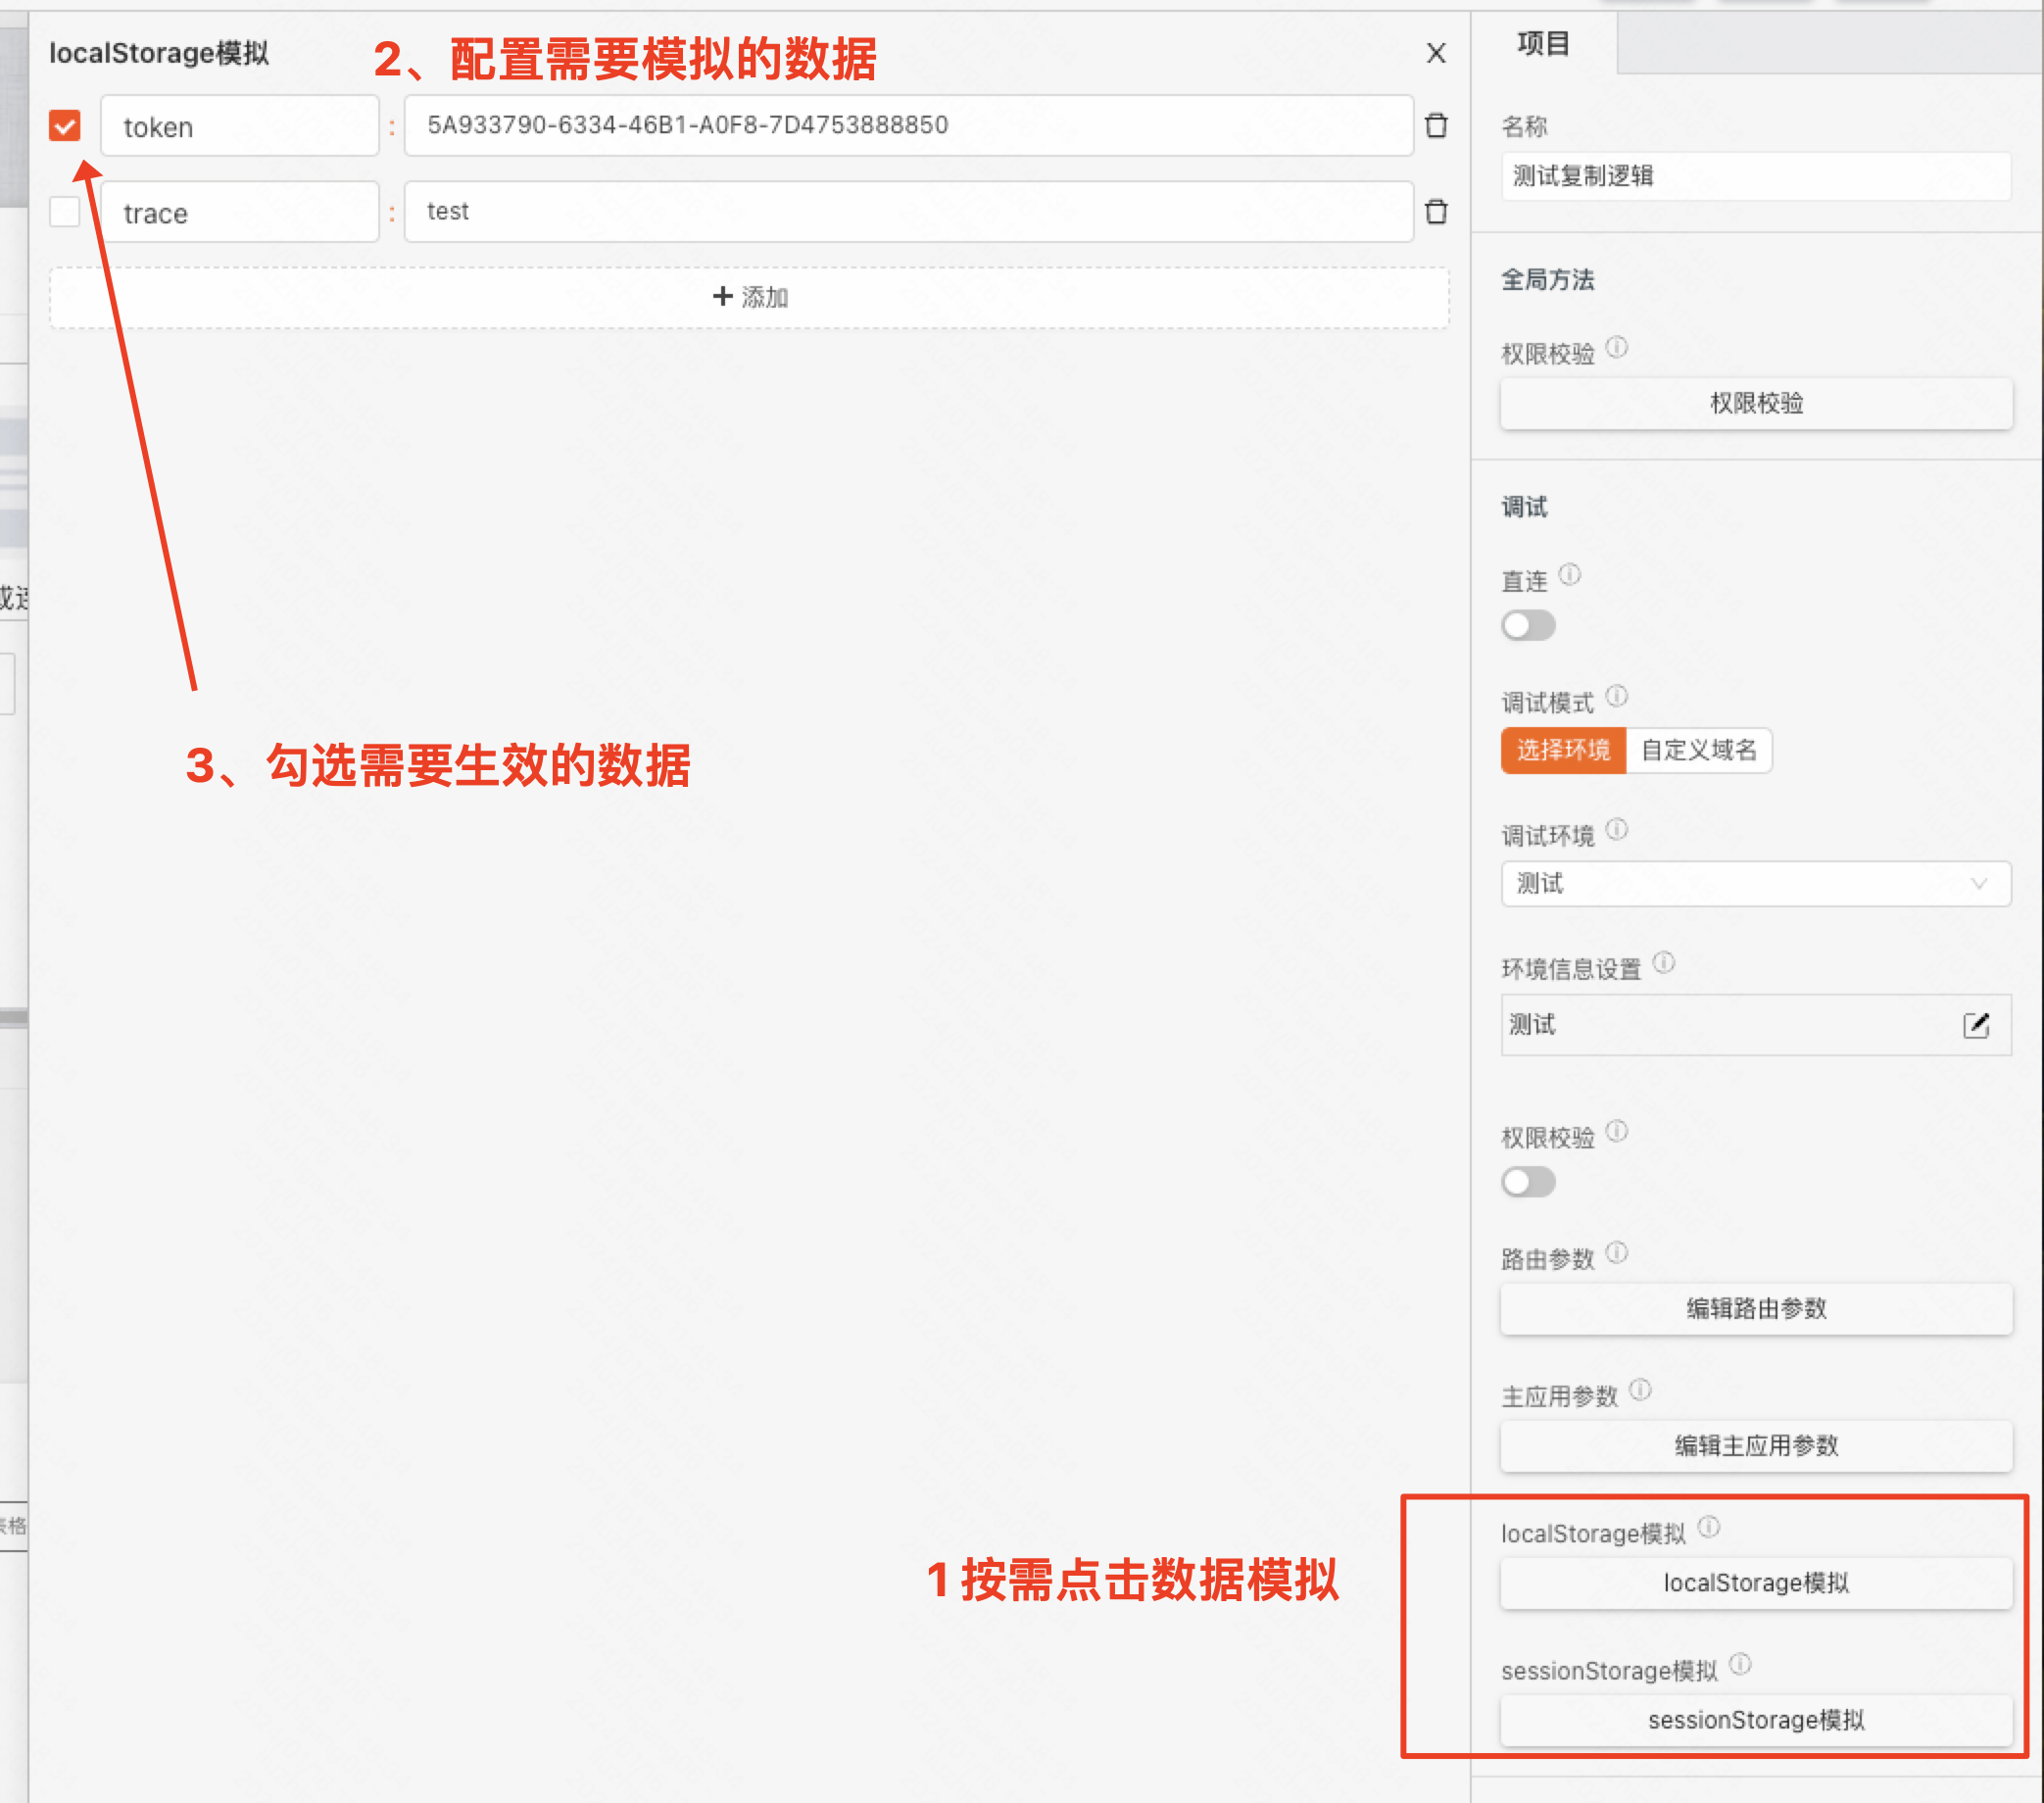 localStorage模拟
2、配置需要模拟的数据
token : 5A933790-6334-46B1-A0F8-7D4753888850
trace : test
+ 添加
3、勾选需要生效的数据
1 按需点击数据模拟
项目
名称
测试复制逻辑
全局方法
权限校验
权限校验
调试
直连
调试模式
选择环境 自定义域名
调试环境
测试
环境信息设置
测试
权限校验
路由参数
编辑路由参数
主应用参数
编辑主应用参数
localStorage模拟
localStorage模拟
sessionStorage模拟
sessionStorage模拟